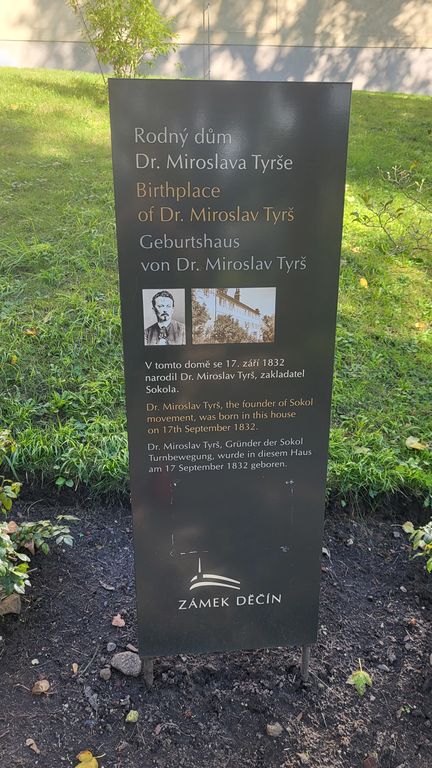 Rodný dům
Dr. Miroslava Tyrše
Birthplace
of Dr. Miroslav Tyrš
Geburtshaus
von Dr. Miroslav Tyrš
V tomto domě se 17. září 1832
narodil Dr. Miroslav Tyrš, zakladatel
Sokola.
Dr. Miroslav Tyrš, the founder of Sokol
movement, was born in this house
on 17th September 1832.
Dr. Miroslav Tyrš, Gründer der Sokol
Turnbewegung, wurde in diesem Haus
am 17 September 1832 geboren.
ZÁMEK DĚČÍN